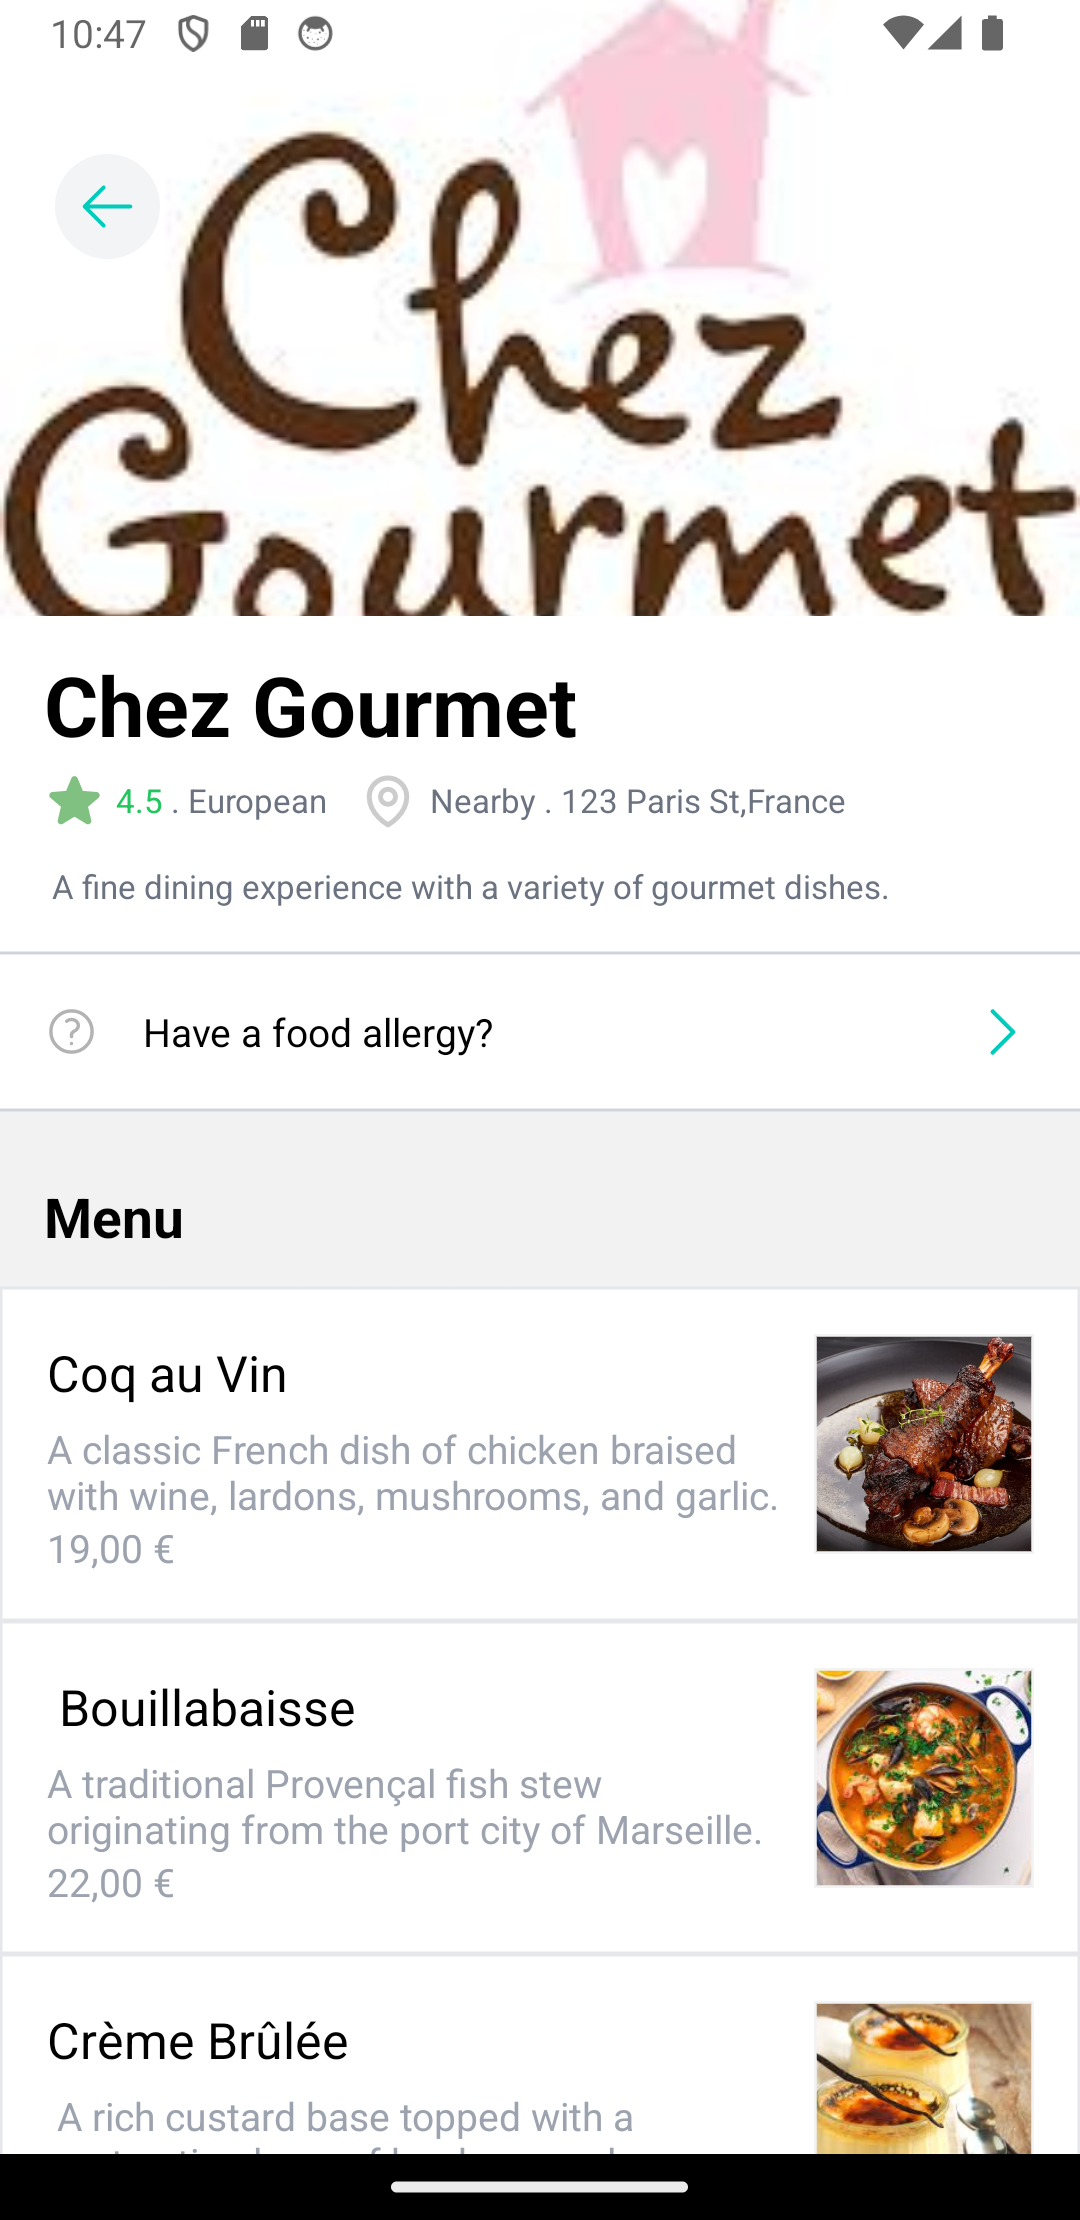 10:47
Chez
Gourmet
Chez Gourmet
4.5 . European Nearby . 123 Paris St,France
A fine dining experience with a variety of gourmet dishes.
Have a food allergy?
Menu
Coq au Vin
A classic French dish of chicken braised
with wine, lardons, mushrooms, and garlic.
19,00 €
Bouillabaisse
A traditional Provençal fish stew
originating from the port city of Marseille.
22,00 €
Crème Brûlée
A rich custard base topped with a